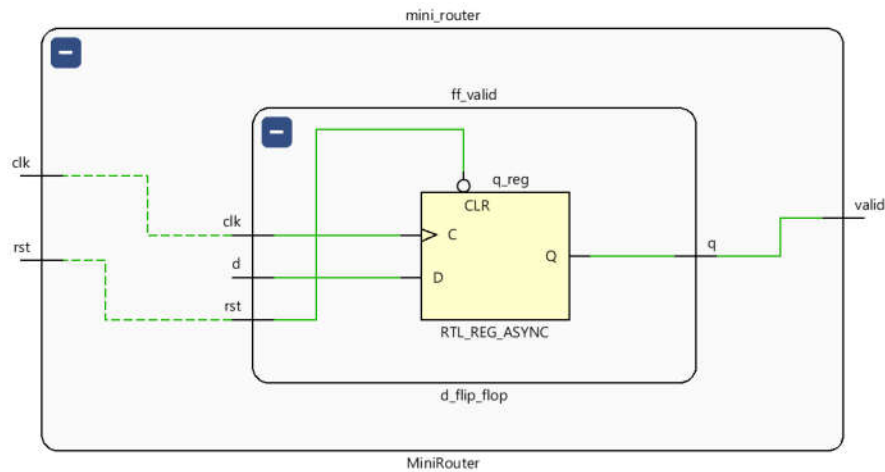 mini_router
ff_valid
clk
q_reg
CLR
valid
clk
C
rst
Q
q
d
D
rst
RTL_REG_ASYNC
d_flip_flop
MiniRouter